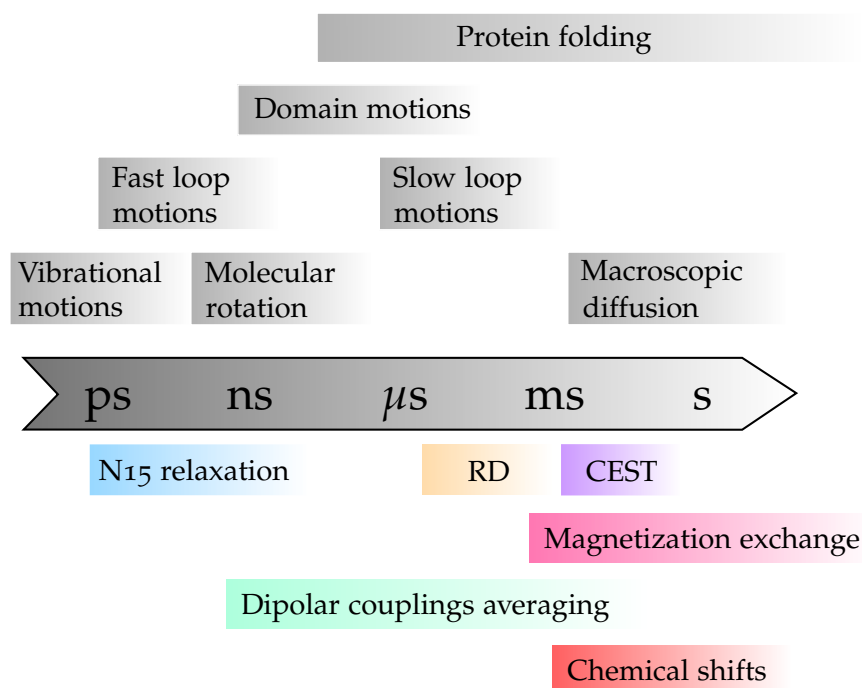 Protein folding
Domain motions
Fast loop
motions
Slow loop
motions
Vibrational
motions
Molecular
rotation
Macroscopic
diffusion
ps ns μs ms s
N15 relaxation RD CEST
Magnetization exchange
Dipolar couplings averaging
Chemical shifts